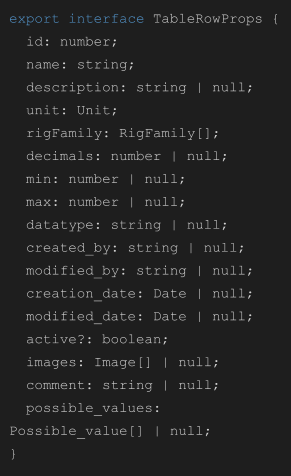 export interface TableRowProps {
  id: number;
  name: string;
  description: string | null;
  unit: Unit;
  rigFamily: RigFamily[];
  decimals: number | null;
  min: number | null;
  max: number | null;
  datatype: string | null;
  created_by: string | null;
  modified_by: string | null;
  creation_date: Date | null;
  modified_date: Date | null;
  active?: boolean;
  images: Image[] | null;
  comment: string | null;
  possible_values:
Possible_value[] | null;
}